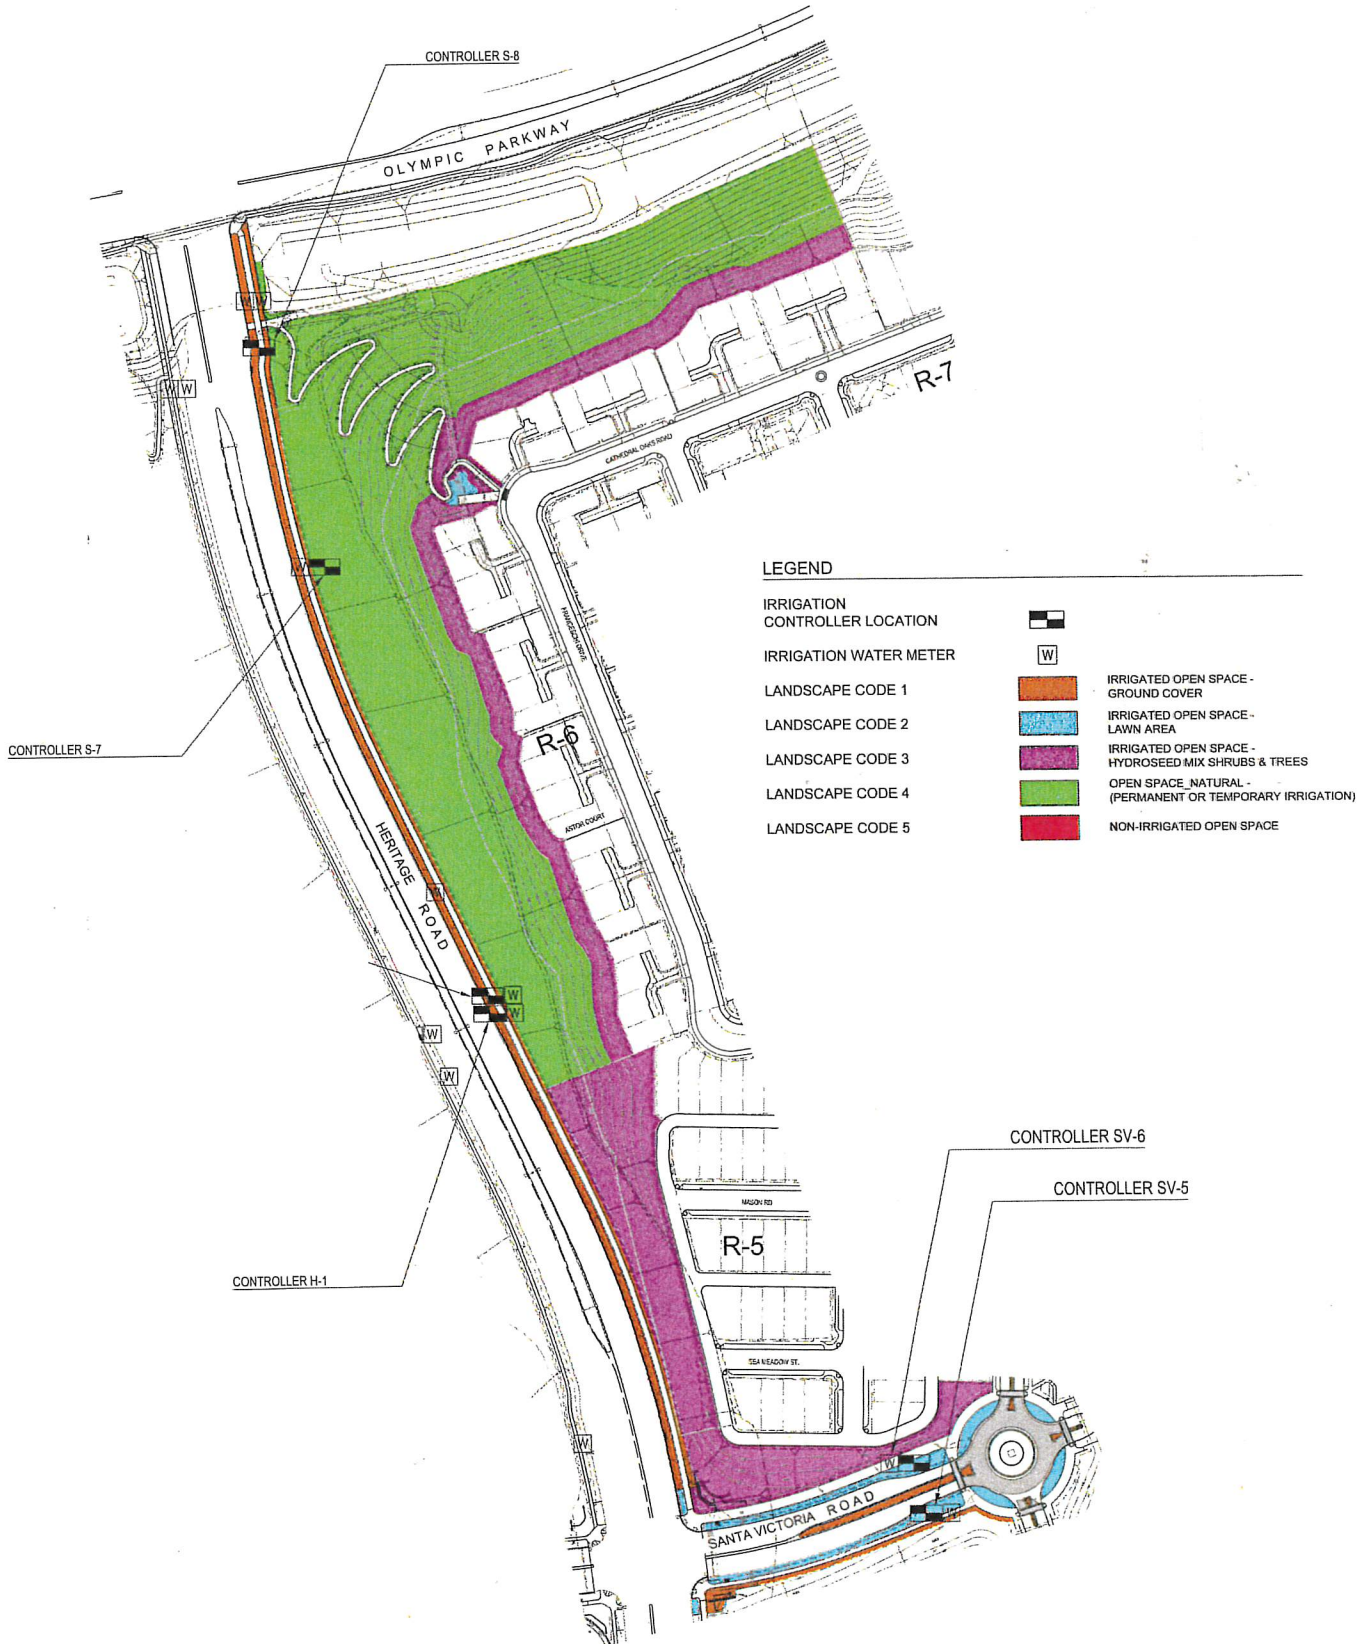 CONTROLLER S-8
OLYMPIC PARKWAY
W W
W W
R-7
CATHEDRAL OAKS ROAD
W
FRANCESCHI DRIVE
LEGEND
IRRIGATION
CONTROLLER LOCATION
IRRIGATION WATER METER
W
LANDSCAPE CODE 1
IRRIGATED OPEN SPACE -
GROUND COVER
LANDSCAPE CODE 2
IRRIGATED OPEN SPACE -
LAWN AREA
LANDSCAPE CODE 3
IRRIGATED OPEN SPACE -
HYDROSEED MIX SHRUBS & TREES
LANDSCAPE CODE 4
OPEN SPACE_NATURAL -
(PERMANENT OR TEMPORARY IRRIGATION)
LANDSCAPE CODE 5
NON-IRRIGATED OPEN SPACE
CONTROLLER S-7
R-6
ASTOR COURT
HERITAGE ROAD
W
W
W
W
W
CONTROLLER SV-6
CONTROLLER SV-5
MASON RD
R-5
CONTROLLER H-1
SEA MEADOW ST.
W
W
W
SANTA VICTORIA ROAD